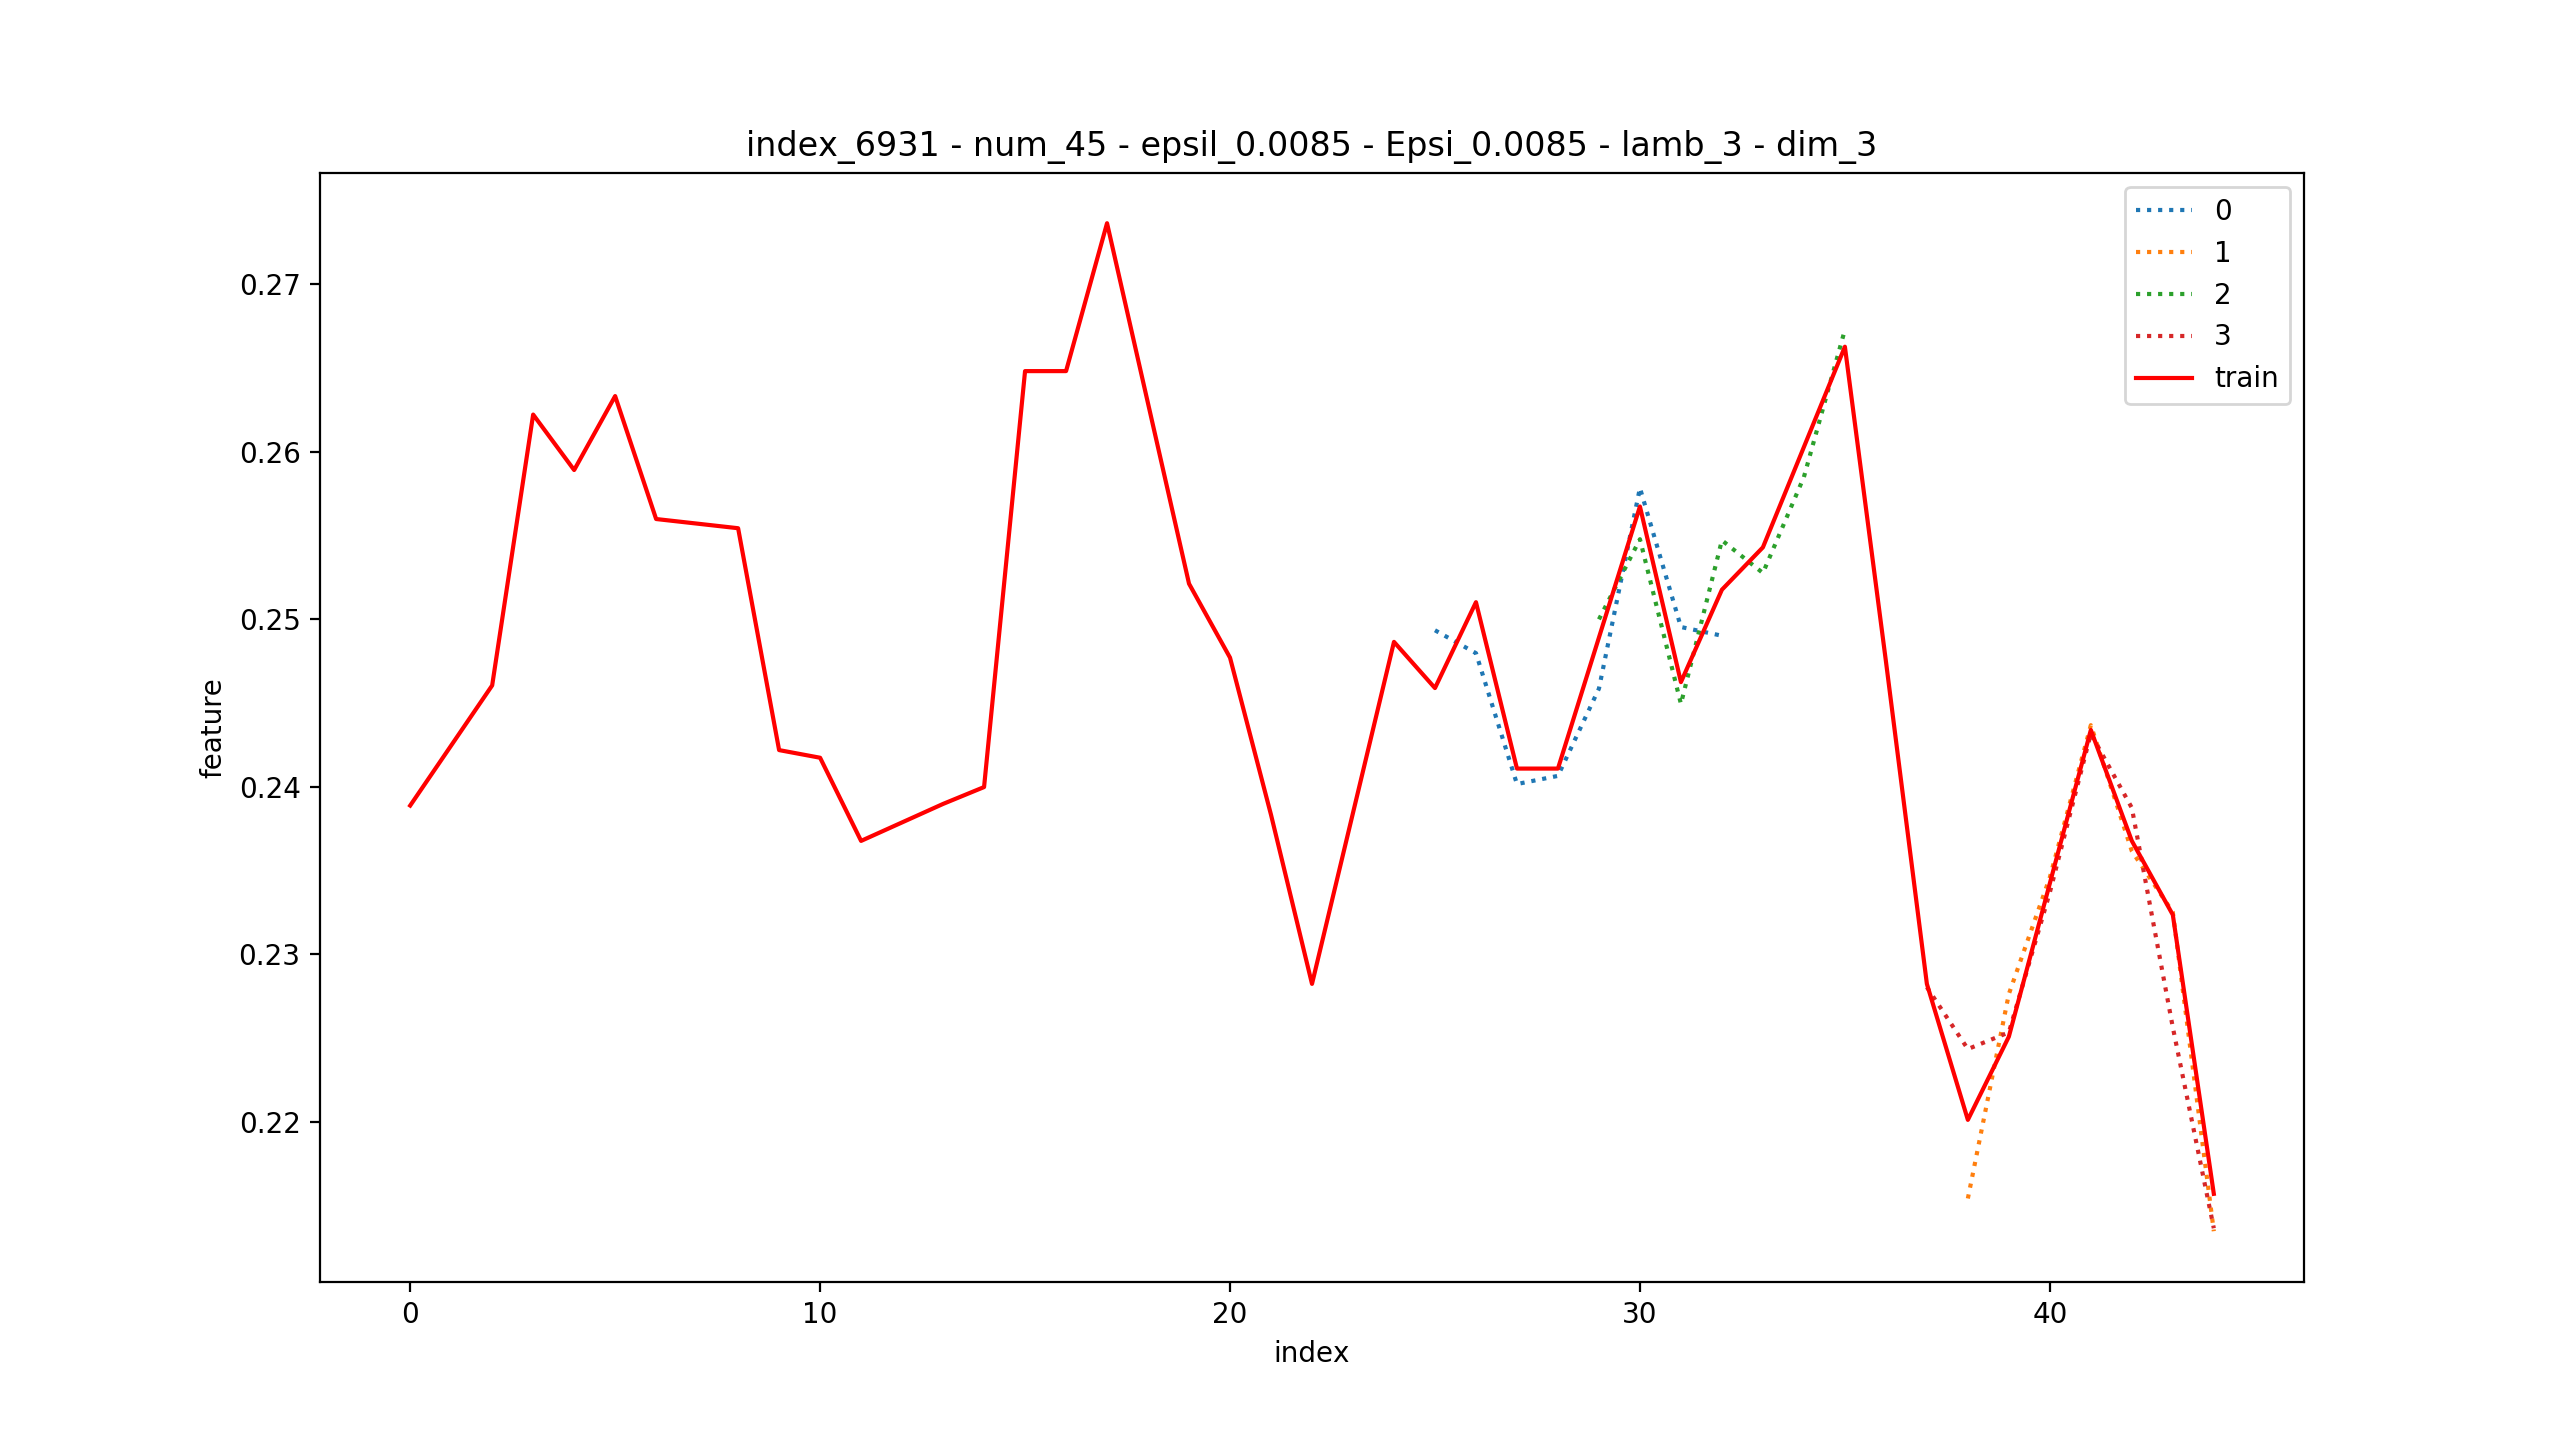 index_6931 - num_45 - epsil_0.0085 - Epsi_0.0085 - lamb_3 - dim_3
0
1
2
3
train
0.27
0.26
0.25
0.24
0.23
0.22
feature
0 10 20 30 40
index